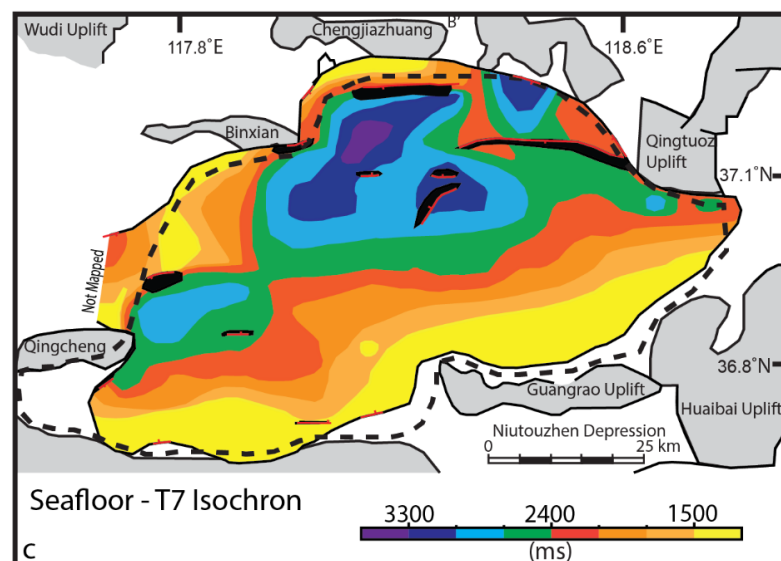 Wudi Uplift
117.8°E
Chengjiazhuang
B'
118.6°E
Binxian
Qingtuoz
Uplift
37.1°N
Not Mapped
Qingcheng
36.8°N
Guangrao Uplift
Huaibai Uplift
Niutouzhen Depression
0 25 km
Seafloor - T7 Isochron
3300 2400 1500
(ms)
C